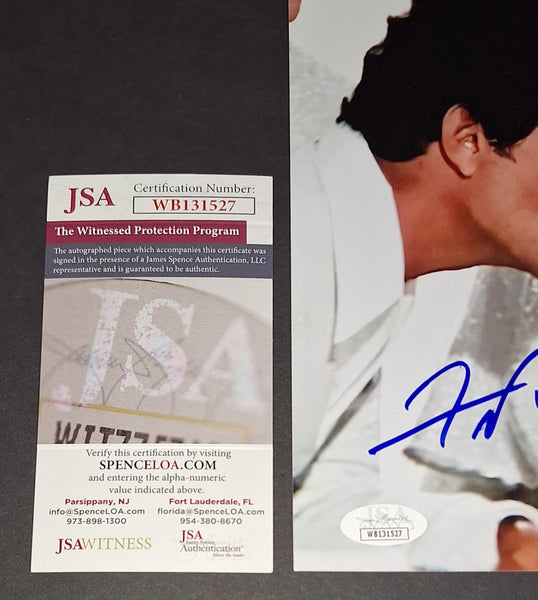 JSA
Certification Number:
WB131527
The Witnessed Protection Program
The autographed piece which accompanies this certificate was
signed in the presence of a James Spence Authentication, LLC
representative and is guaranteed to be authentic.
JSA
Verify this certification by visiting
SPENCELOA.COM
and entering the alpha-numeric
value indicated above.
Parsippany, NJ
info@SpenceLOA.com
973-898-1300
Fort Lauderdale, FL
florida@SpenceLOA.com
954-380-8670
JSAWITNESS
JSA
James Spence
Authentication
JSA
WB131527